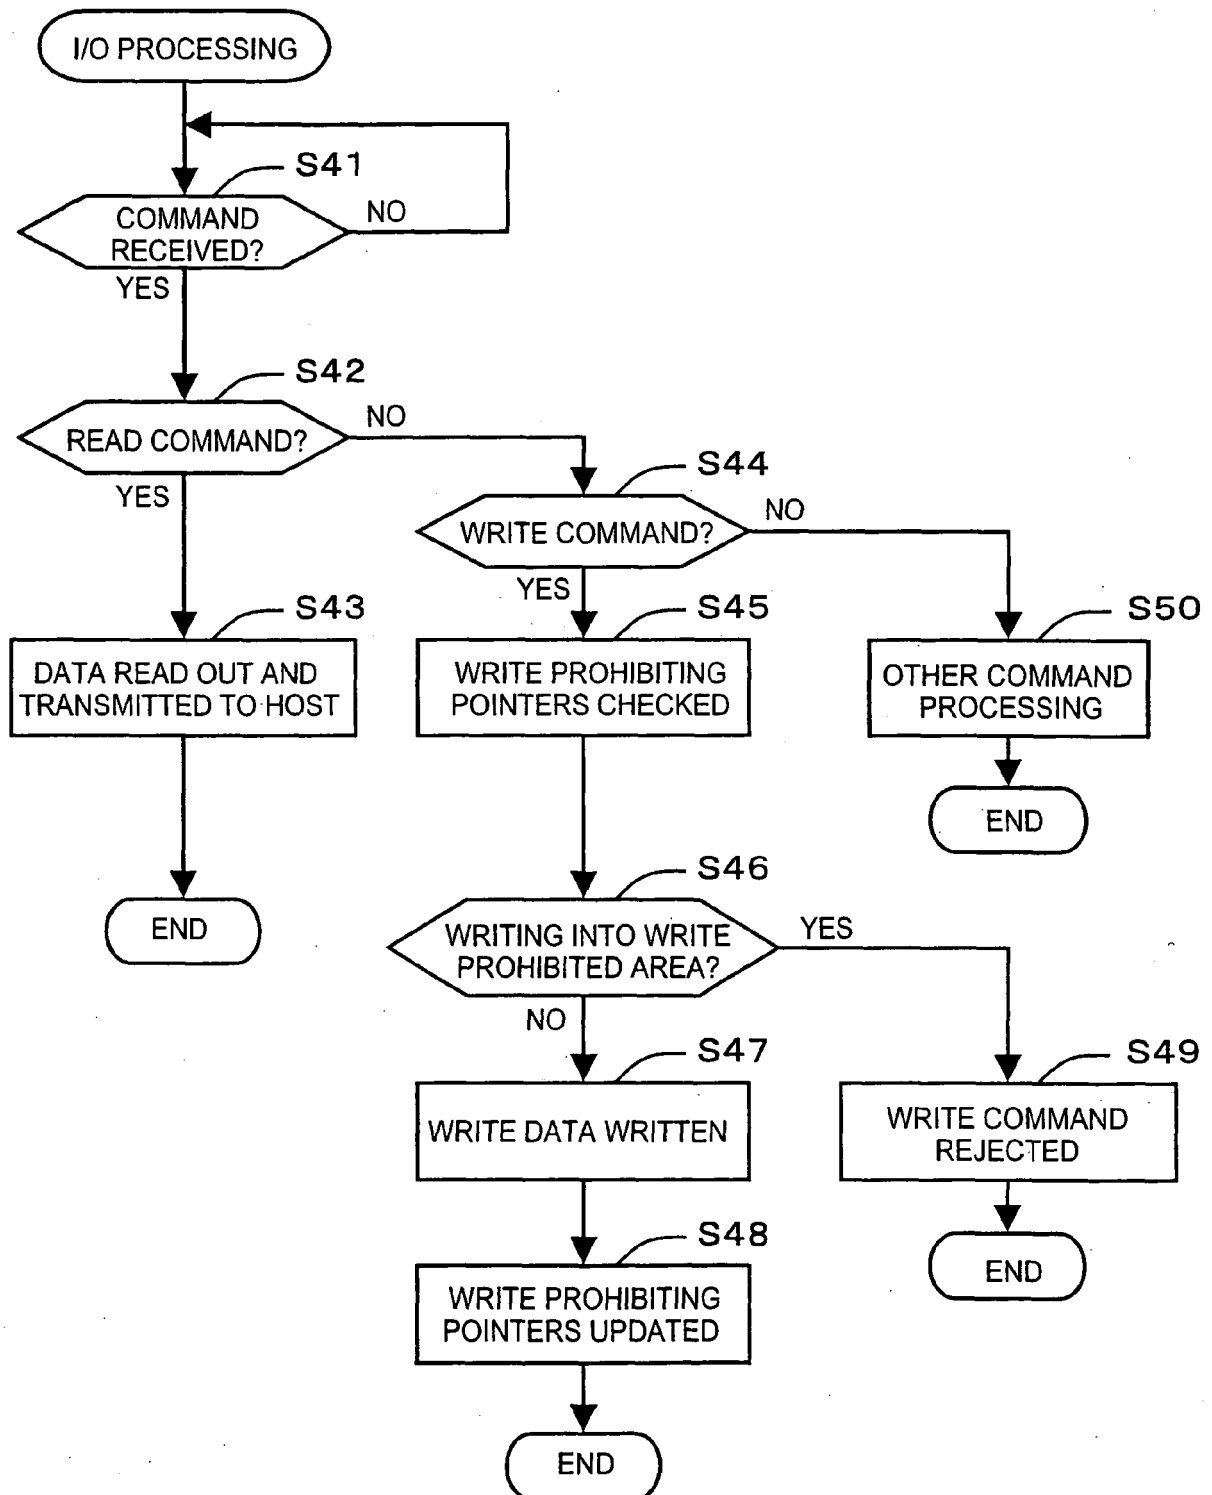 I/O PROCESSING
S41
COMMAND
RECEIVED?
NO
YES
S42
READ COMMAND?
NO
YES
S44
WRITE COMMAND?
NO
YES
S43
DATA READ OUT AND
TRANSMITTED TO HOST
S45
WRITE PROHIBITING
POINTERS CHECKED
S50
OTHER COMMAND
PROCESSING
END
S46
WRITING INTO WRITE
PROHIBITED AREA?
YES
NO
END
S47
WRITE DATA WRITTEN
S49
WRITE COMMAND
REJECTED
S48
WRITE PROHIBITING
POINTERS UPDATED
END
END